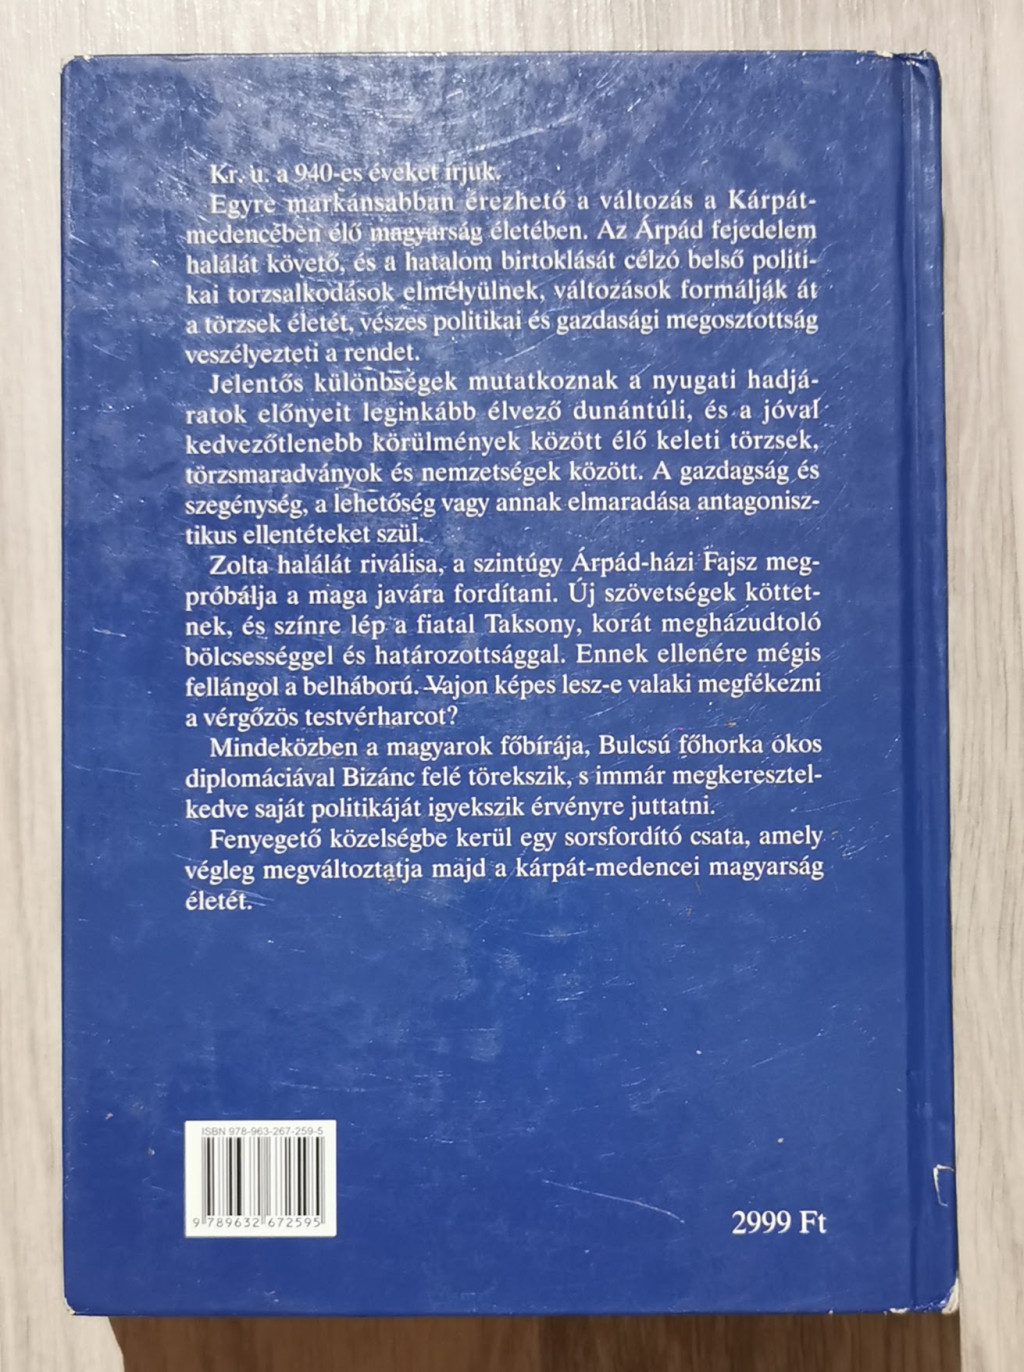 Kr. u. a 940-es éveket írjuk.
Egyre markánsabban érezhető a változás a Kárpát-
medencében élő magyarság életében. Az Árpád fejedelem
halálát követő, és a hatalom birtoklását célzó belső politi-
kai torzsalkodások elmélyülnek, változások formálják át
a törzsek életét, vészes politikai és gazdasági megosztottság
veszélyezteti a rendet.
Jelentős különbségek mutatkoznak a nyugati hadjá-
ratok előnyeit leginkább élvező dunántúli, és a jóval
kedvezőtlenebb körülmények között élő keleti törzsek,
törzsmaradványok és nemzetségek között. A gazdagság és
szegénység, a lehetőség vagy annak elmaradása antagonisz-
tikus ellentéteket szül.
Zolta halálát riválisa, a szintúgy Árpád-házi Fajsz meg-
próbálja a maga javára fordítani. Új szövetségek köttet-
nek, és színre lép a fiatal Taksony, korát megházudtoló
bölcsességgel és határozottsággal. Ennek ellenére mégis
fellángol a belháború. Vajon képes lesz-e valaki megfékezni
a vérgőzös testvérharcot?
Mindeközben a magyarok főbírája, Bulcsú főhorka okos
diplomáciával Bizánc felé törekszik, s immár megkeresztel-
kedve saját politikáját igyekszik érvényre juttatni.
Fenyegető közelségbe kerül egy sorsfordító csata, amely
végleg megváltoztatja majd a kárpát-medencei magyarság
életét.
ISBN 978-963-267-259-5
9 789632 672595
2999 Ft